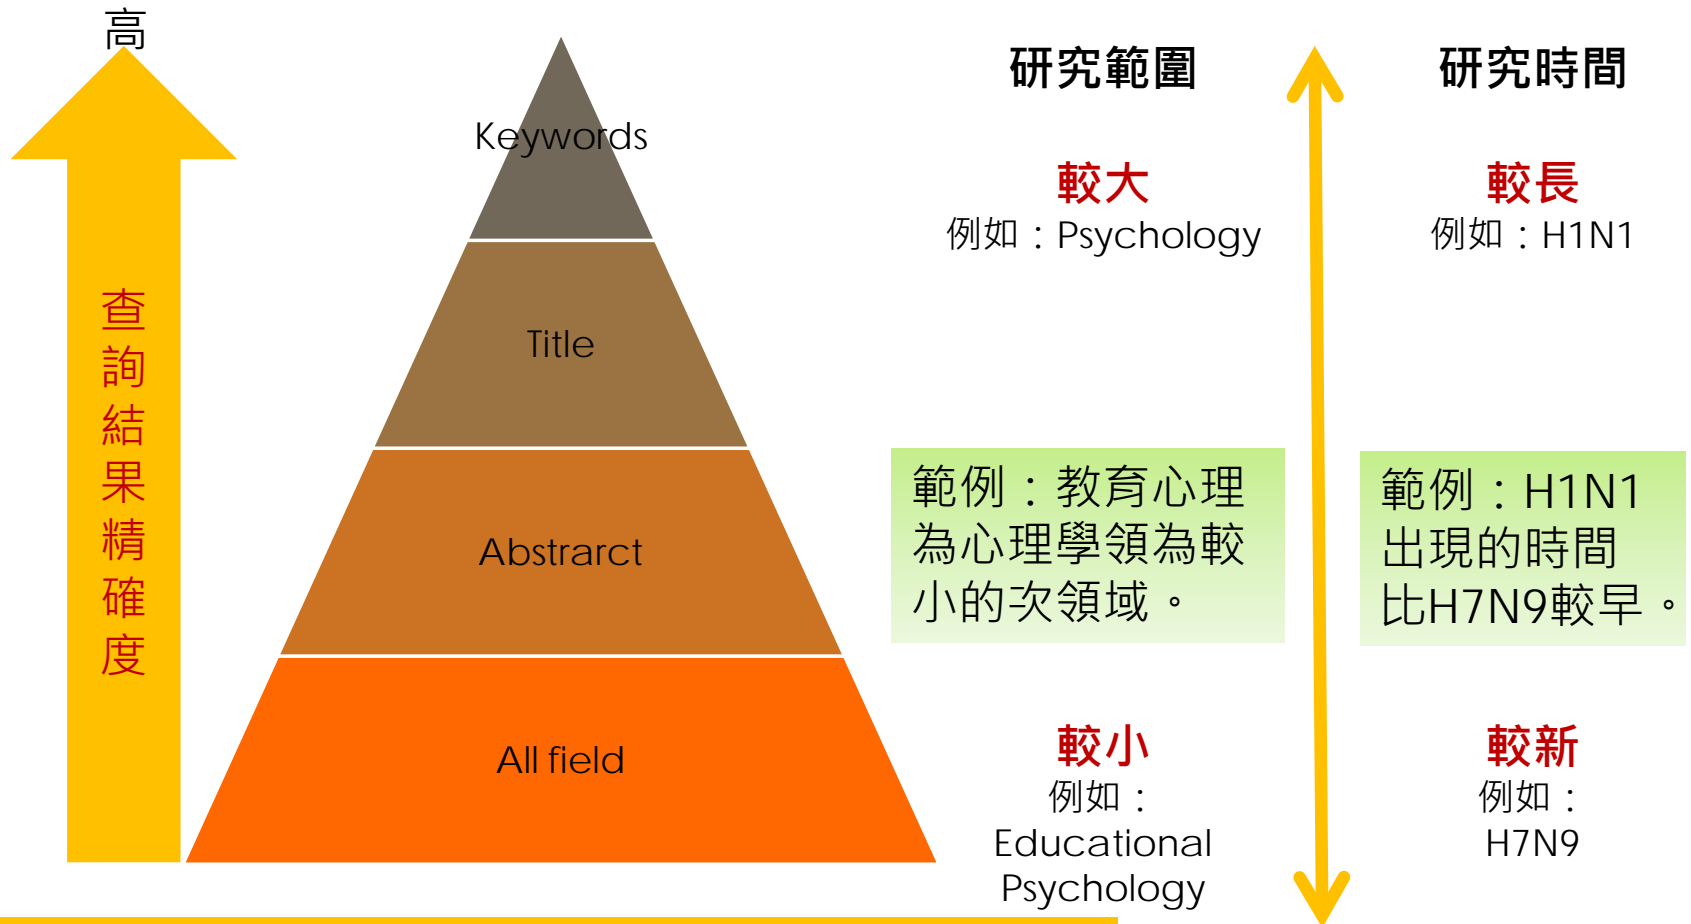 高
查詢結果精確度
Keywords
Title
Abstrarct
All field
研究範圍
較大
例如：Psychology
範例：教育心理
為心理學領為較
小的次領域。
較小
例如：
Educational
Psychology
研究時間
較長
例如：H1N1
範例：H1N1
出現的時間
比H7N9較早。
較新
例如：
H7N9